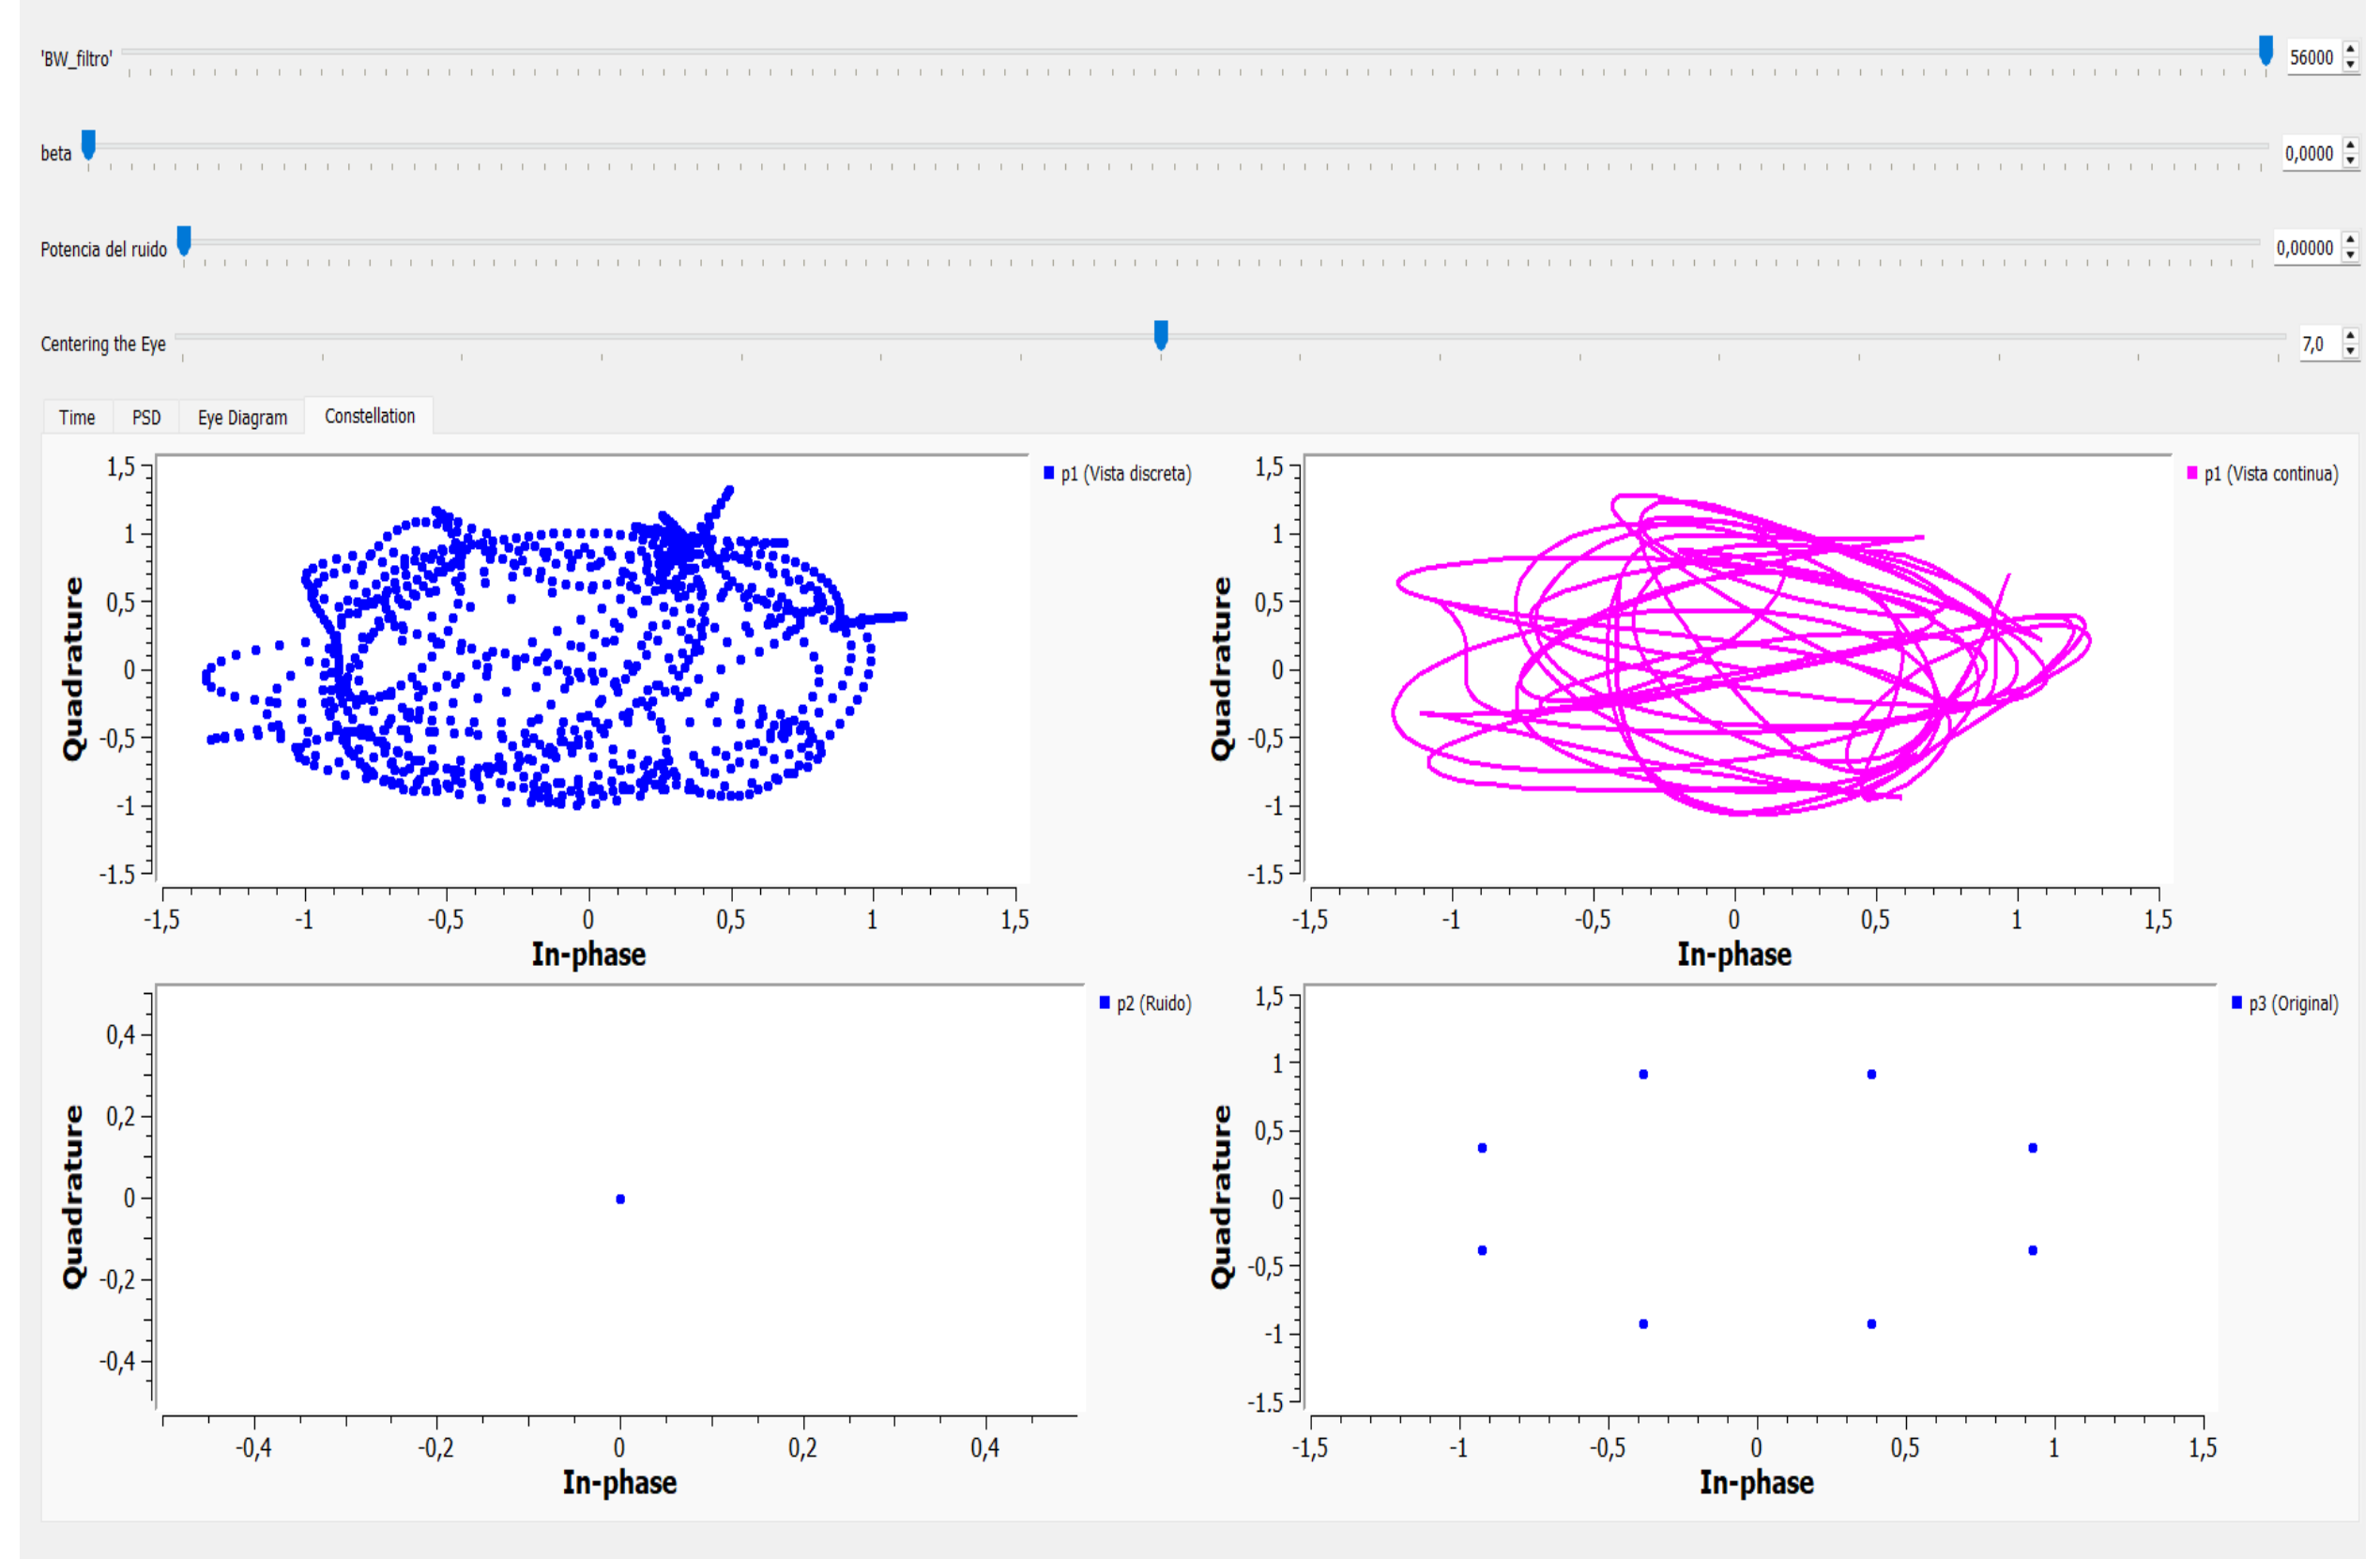 'BW_filtro' 56000
beta 0,0000
Potencia del ruido 0,00000
Centering the Eye 7,0
Time PSD Eye Diagram Constellation
p1 (Vista discreta)
Quadrature
1,5
1
0,5
0
-0,5
-1
-1.5
-1,5 -1 -0,5 0 0,5 1 1,5
In-phase
p1 (Vista continua)
Quadrature
1,5
1
0,5
0
-0,5
-1
-1.5
-1,5 -1 -0,5 0 0,5 1 1,5
In-phase
p2 (Ruido)
Quadrature
0,4
0,2
0
-0,2
-0,4
-0,4 -0,2 0 0,2 0,4
In-phase
p3 (Original)
Quadrature
1,5
1
0,5
0
-0,5
-1
-1.5
-1,5 -1 -0,5 0 0,5 1 1,5
In-phase